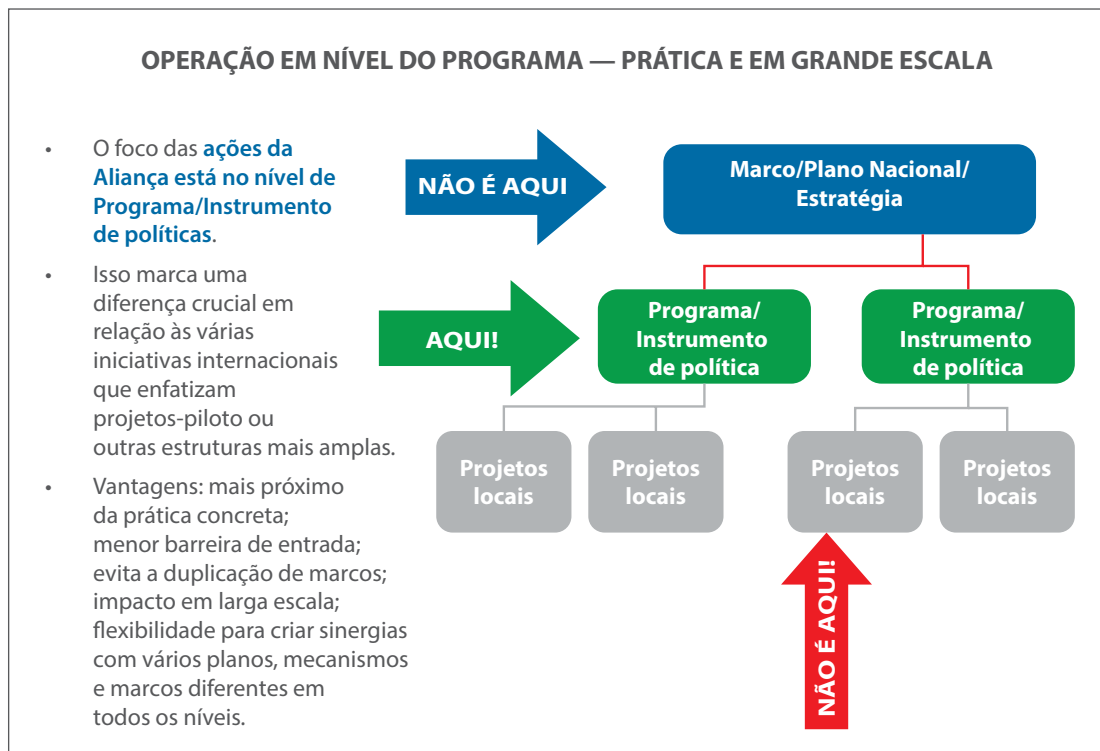 OPERAÇÃO EM NÍVEL DO PROGRAMA — PRÁTICA E EM GRANDE ESCALA
• O foco das ações da
Aliança está no nível de
Programa/Instrumento
de políticas.
• Isso marca uma
diferença crucial em
relação às várias
iniciativas internacionais
que enfatizam
projetos-piloto ou
outras estruturas mais amplas.
• Vantagens: mais próximo
da prática concreta;
menor barreira de entrada;
evita a duplicação de marcos;
impacto em larga escala;
flexibilidade para criar sinergias
com vários planos, mecanismos
e marcos diferentes em
todos os níveis.
NÃO É AQUI
Marco/Plano Nacional/
Estratégia
AQUI!
Programa/
Instrumento
de política
Programa/
Instrumento
de política
Projetos
locais
Projetos
locais
Projetos
locais
Projetos
locais
NÃO É AQUI!